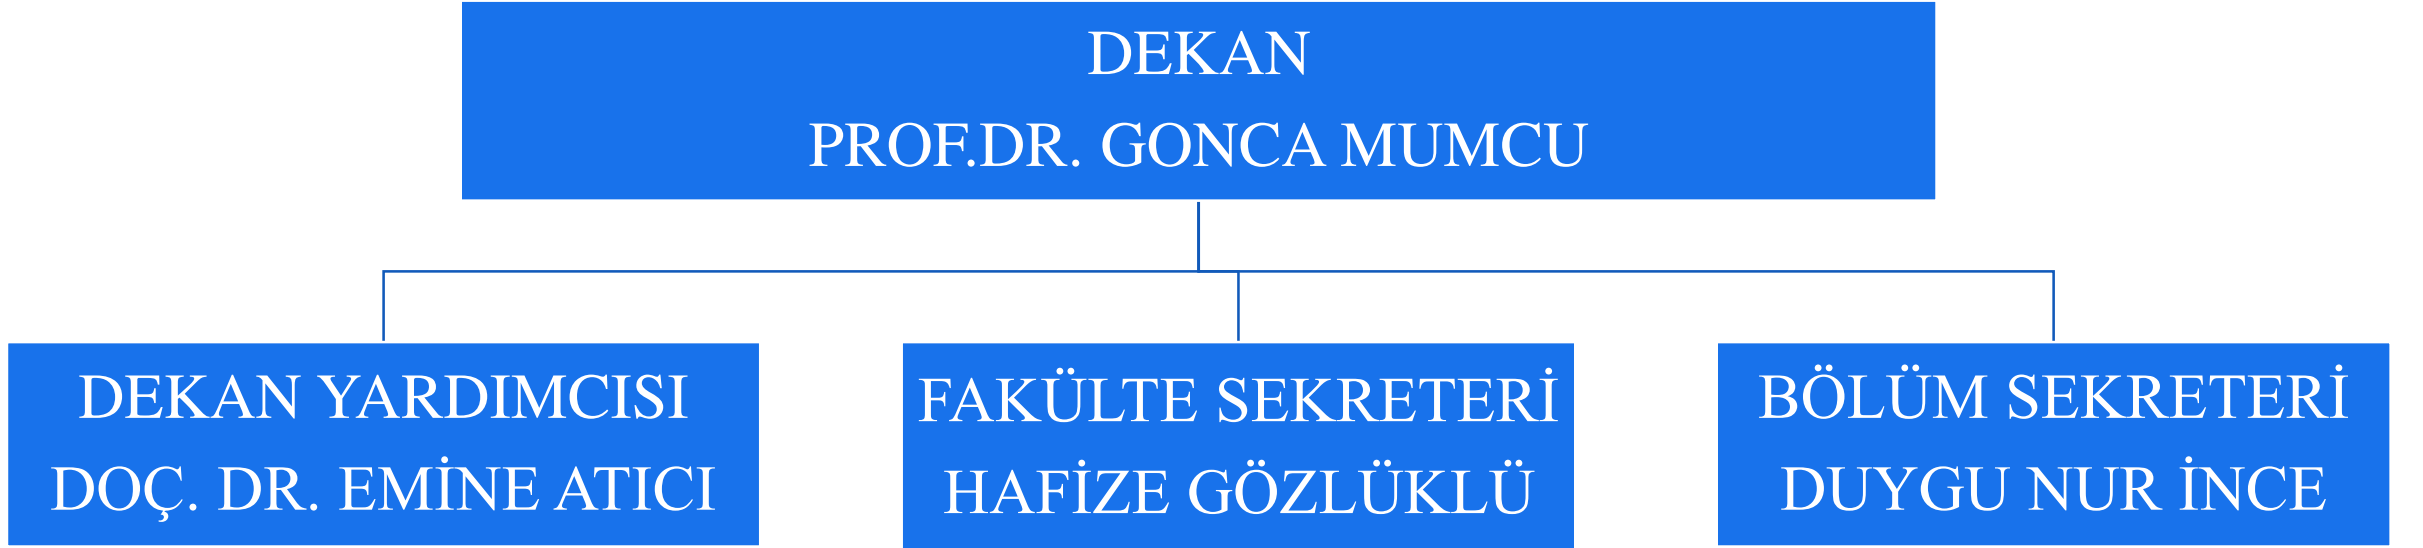 DEKAN
PROF.DR. GONCA MUMCU
DEKAN YARDIMCISI
DOÇ. DR. EMİNE ATICI
FAKÜLTE SEKRETERİ
HAFİZE GÖZLÜKLÜ
BÖLÜM SEKRETERİ
DUYGU NUR İNCE